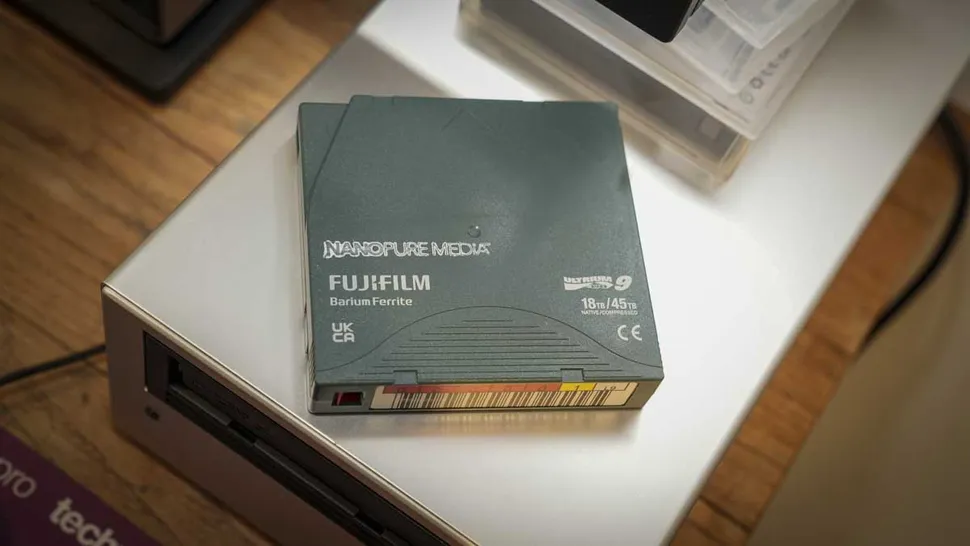 NANOPURE MEDIA
FUJIFILM
Barium Ferrite
UK
CA
ULTRIUM
9
18TB/45TB
NATIVE/COMPRESSED
CE
pro
tech